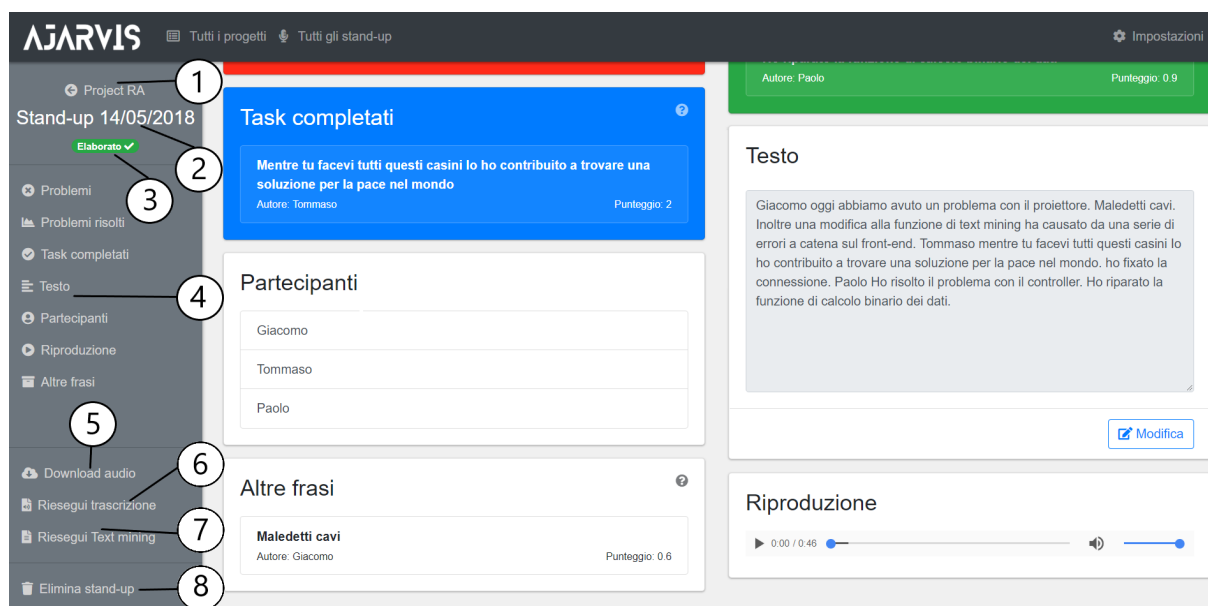 AJARVIS
Tutti i progetti
Tutti gli stand-up
Impostazioni
Project RA
Stand-up 14/05/2018
Elaborato
Problemi
Problemi risolti
Task completati
Testo
Partecipanti
Riproduzione
Altre frasi
Download audio
Riesegui trascrizione
Riesegui Text mining
Elimina stand-up
1
2
3
4
5
6
7
8
Task completati
Mentre tu facevi tutti questi casini Io ho contribuito a trovare una
soluzione per la pace nel mondo
Autore: Tommaso
Punteggio: 2
Partecipanti
Giacomo
Tommaso
Paolo
Altre frasi
Maledetti cavi
Autore: Giacomo
Punteggio: 0.6
Autore: Paolo
Punteggio: 0.9
Testo
Giacomo oggi abbiamo avuto un problema con il proiettore. Maledetti cavi.
Inoltre una modifica alla funzione di text mining ha causato da una serie di
errori a catena sul front-end. Tommaso mentre tu facevi tutti questi casini Io
ho contribuito a trovare una soluzione per la pace nel mondo. ho fixato la
connessione. Paolo Ho risolto il problema con il controller. Ho riparato la
funzione di calcolo binario dei dati.
Modifica
Riproduzione
0:00 / 0:46